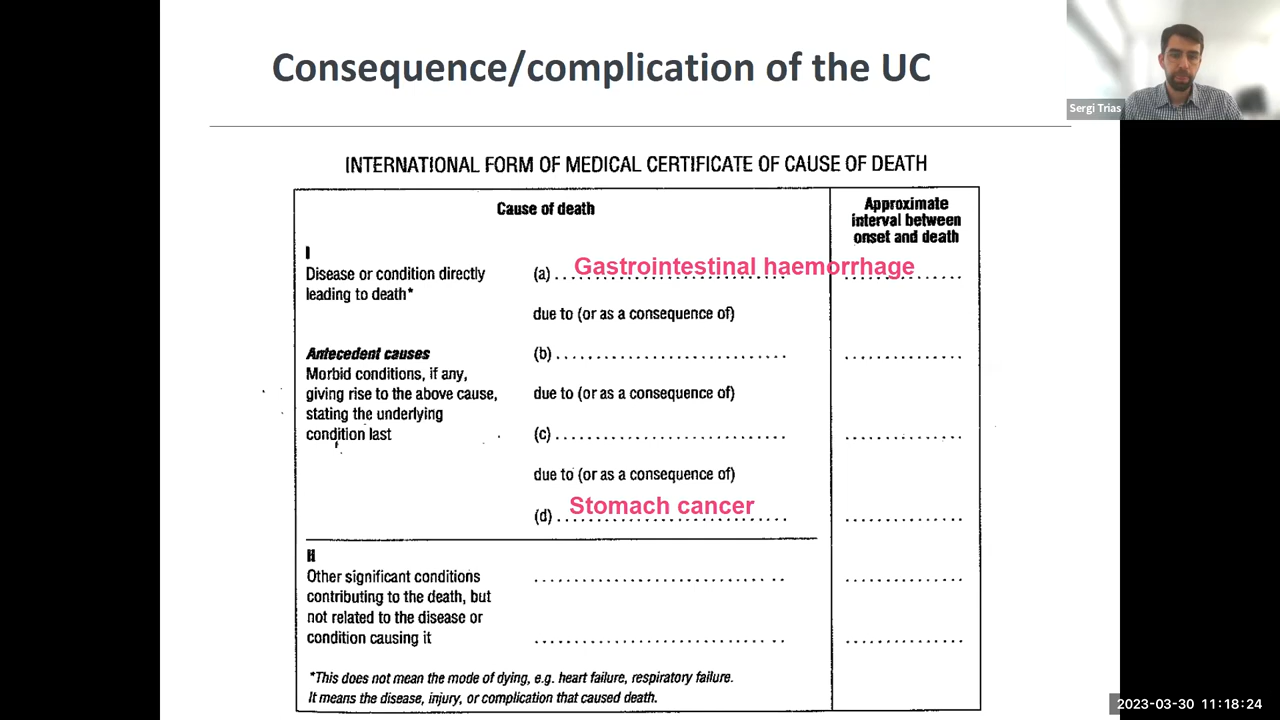 Consequence/complication of the UC
Sergi Trias
INTERNATIONAL FORM OF MEDICAL CERTIFICATE OF CAUSE OF DEATH
Cause of death
Approximate
interval between
onset and death
I
Disease or condition directly
leading to death*
(a) Gastrointestinal haemorrhage
due to (or as a consequence of)
Antecedent causes
Morbid conditions, if any,
giving rise to the above cause,
stating the underlying
condition last
(b)
due to (or as a consequence of)
(c)
due to (or as a consequence of)
(d) Stomach cancer
II
Other significant conditions
contributing to the death, but
not related to the disease or
condition causing it
*This does not mean the mode of dying, e.g. heart failure, respiratory failure.
It means the disease, injury, or complication that caused death.
2023-03-30 11:18:24